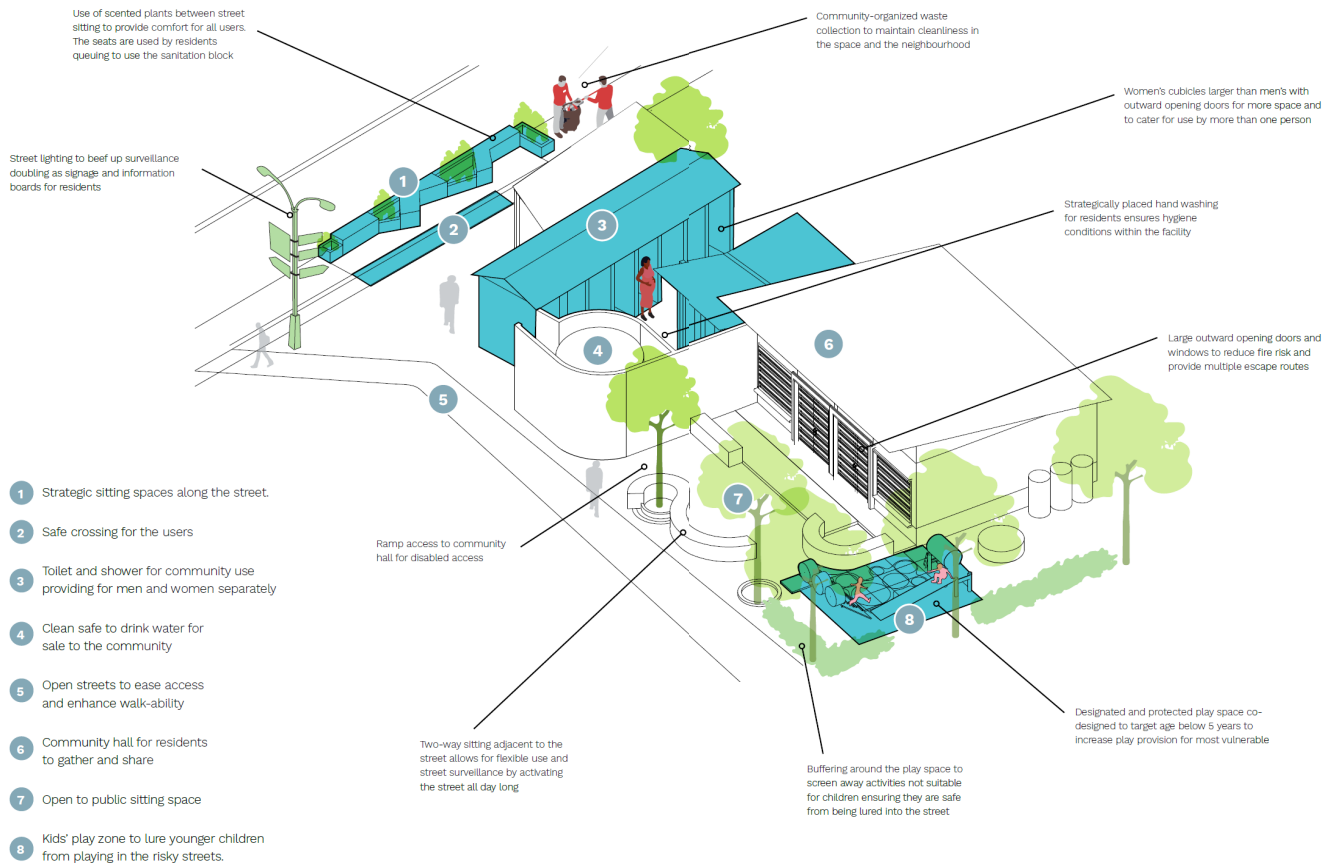 Use of scented plants between street
sitting to provide comfort for all users.
The seats are used by residents
queuing to use the sanitation block
Community-organized waste
collection to maintain cleanliness in
the space and the neighbourhood
Women's cubicles larger than men's with
outward opening doors for more space and
to cater for use by more than one person
Street lighting to beef up surveillance
doubling as signage and information
boards for residents
Strategically placed hand washing
for residents ensures hygiene
conditions within the facility
Large outward opening doors and
windows to reduce fire risk and
provide multiple escape routes
1
2
3
4
5
6
7
8
1 Strategic sitting spaces along the street.
2 Safe crossing for the users
3 Toilet and shower for community use
providing for men and women separately
4 Clean safe to drink water for
sale to the community
5 Open streets to ease access
and enhance walk-ability
6 Community hall for residents
to gather and share
7 Open to public sitting space
8 Kids' play zone to lure younger children
from playing in the risky streets.
Ramp access to community
hall for disabled access
Two-way sitting adjacent to the
street allows for flexible use and
street surveillance by activating
the street all day long
Buffering around the play space to
screen away activities not suitable
for children ensuring they are safe
from being lured into the street
Designated and protected play space co-
designed to target age below 5 years to
increase play provision for most vulnerable